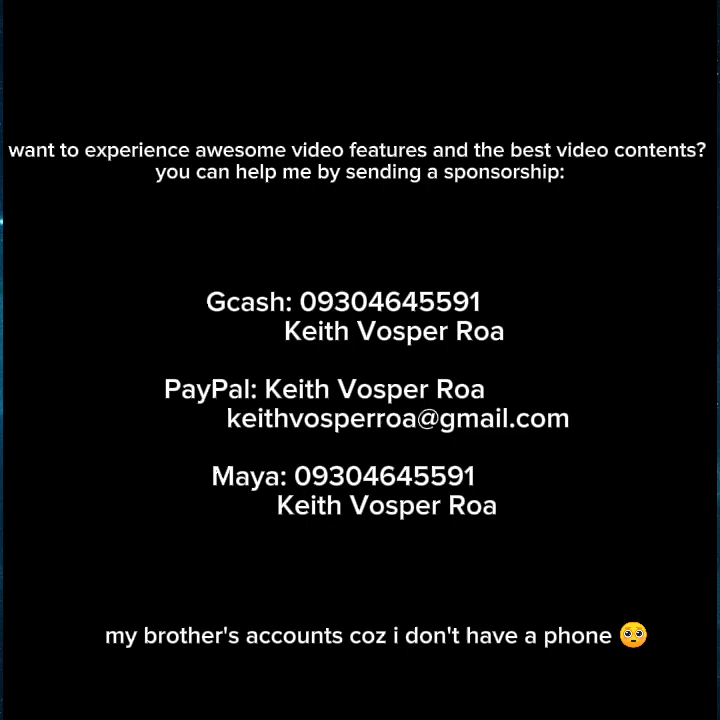 want to experience awesome video features and the best video contents?
you can help me by sending a sponsorship:
Gcash: 09304645591
Keith Vosper Roa
PayPal: Keith Vosper Roa
keithvosperroa@gmail.com
Maya: 09304645591
Keith Vosper Roa
my brother's accounts coz i don't have a phone 🥺